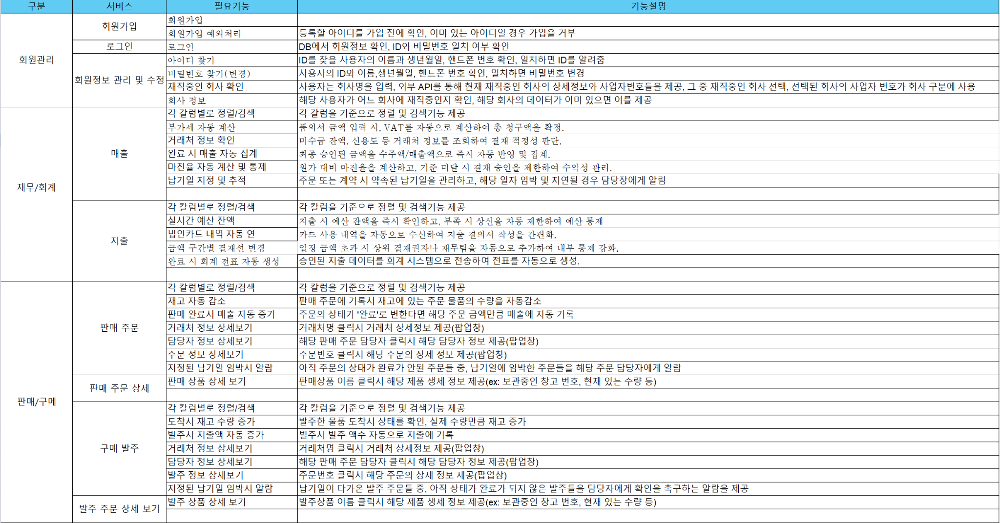 구분 서비스 필요기능 기능설명
회원관리
회원가입
회원가입
회원가입 예외처리 등록할 아이디를 가입 전에 확인, 이미 있는 아이디일 경우 가입을 거부
로그인 로그인 DB에서 회원정보 확인, ID와 비밀번호 일치 여부 확인
회원정보 관리 및 수정
아이디 찾기 ID를 찾을 사용자의 이름과 생년월일, 핸드폰 번호 확인, 일치하면 ID를 알려줌
비밀번호 찾기(변경) 사용자의 ID와 이름,생년월일, 핸드폰 번호 확인, 일치하면 비밀번호 변경
재직중인 회사 확인 사용자는 회사명을 입력, 외부 API를 통해 현재 재직중인 회사의 상세정보와 사업자번호들을 제공, 그 중 재직중인 회사 선택, 선택된 회사의 사업자 번호가 회사 구분에 사용
회사 정보 해당 사용자가 어느 회사에 재직중인지 확인, 해당 회사의 데이터가 이미 있으면 이를 제공
재무/회계
매출
각 칼럼별로 정렬/검색 각 칼럼을 기준으로 정렬 및 검색기능 제공
부가세 자동 계산 품의서 금액 입력 시, VAT를 자동으로 계산하여 총 청구액을 확정.
거래처 정보 확인 미수금 잔액, 신용도 등 거래처 정보를 조회하여 결재 적정성 판단.
완료 시 매출 자동 집계 최종 승인된 금액을 수주액/매출액으로 즉시 자동 반영 및 집계.
마진율 자동 계산 및 통제 원가 대비 마진율을 계산하고, 기준 미달 시 결재 승인을 제한하여 수익성 관리.
납기일 지정 및 추적 주문 또는 계약 시 약속된 납기일을 관리하고, 해당 일자 임박 및 지연될 경우 담당장에게 알림
지출
각 칼럼별로 정렬/검색 각 칼럼을 기준으로 정렬 및 검색기능 제공
실시간 예산 잔액 지출 시 예산 잔액을 즉시 확인하고, 부족 시 상신을 자동 제한하여 예산 통제
법인카드 내역 자동 연 카드 사용 내역을 자동으로 수신하여 지출 결의서 작성을 간편화.
금액 구간별 결재선 변경 일정 금액 초과 시 상위 결재권자나 재무팀을 자동으로 추가하여 내부 통제 강화.
완료 시 회계 전표 자동 생성 승인된 지출 데이터를 회계 시스템으로 전송하여 전표를 자동으로 생성.
판매/구메
판매 주문
각 칼럼별로 정렬/검색 각 칼럼을 기준으로 정렬 및 검색기능 제공
재고 자동 감소 판매 주문에 기록시 재고에 있는 주문 물품의 수량을 자동감소
판매 완료시 매출 자동 증가 주문의 상태가 '완료'로 변한다면 해당 주문 금액만큼 매출에 자동 기록
거래처 정보 상세보기 거래처명 클릭시 거레처 상세정보 제공(팝업창)
담당자 정보 상세보기 해당 판매 주문 담당자 클릭시 해당 담당자 정보 제공(팝업창)
주문 정보 상세보기 주문번호 클릭시 해당 주문의 상세 정보 제공(팝업창)
지정된 납기일 임박시 알람 아직 주문의 상태가 완료가 안된 주문들 중, 납기일에 임박한 주문들을 해당 주문 담당자에게 알람
판매 주문 상세
판매 상품 상세 보기 판매상품 이름 클릭시 해당 제품 생세 정보 제공(ex: 보관중인 창고 번호, 현재 있는 수량 등)
구매 발주
각 칼럼별로 정렬/검색 각 칼럼을 기준으로 정렬 및 검색기능 제공
도착시 재고 수량 증가 발주한 물품 도착시 상태를 확인, 실제 수량만큼 재고 증가
발주시 지출액 자동 증가 빌주시 발주 액수 자동으로 지출에 기록
거래처 정보 상세보기 거래처명 클릭시 거레처 상세정보 제공(팝업창)
담당자 정보 상세보기 해당 판매 주문 담당자 클릭시 해당 담당자 정보 제공(팝업창)
발주 정보 상세보기 주문번호 클릭시 해당 주문의 상세 정보 제공(팝업창)
지정된 납기일 임박시 알람 납기일이 다가온 발주 주문들 중, 아직 상태가 완료가 되지 않은 발주들을 담당자에게 확인을 촉구하는 알람을 제공
발주 주문 상세 보기
발주 상품 상세 보기 발주상품 이름 클릭시 해당 제품 생세 정보 제공(ex: 보관중인 창고 번호, 현재 있는 수량 등)